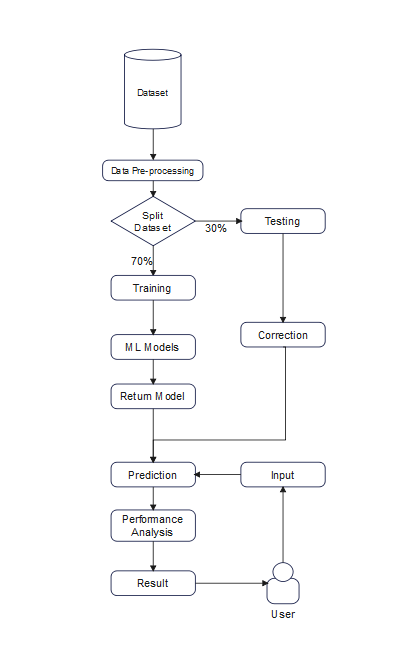 Dataset
Data Pre-processing
Split
Dataset
30%
Testing
70%
Training
Correction
ML Models
Return Model
Prediction
Input
Performance
Analysis
Result
User